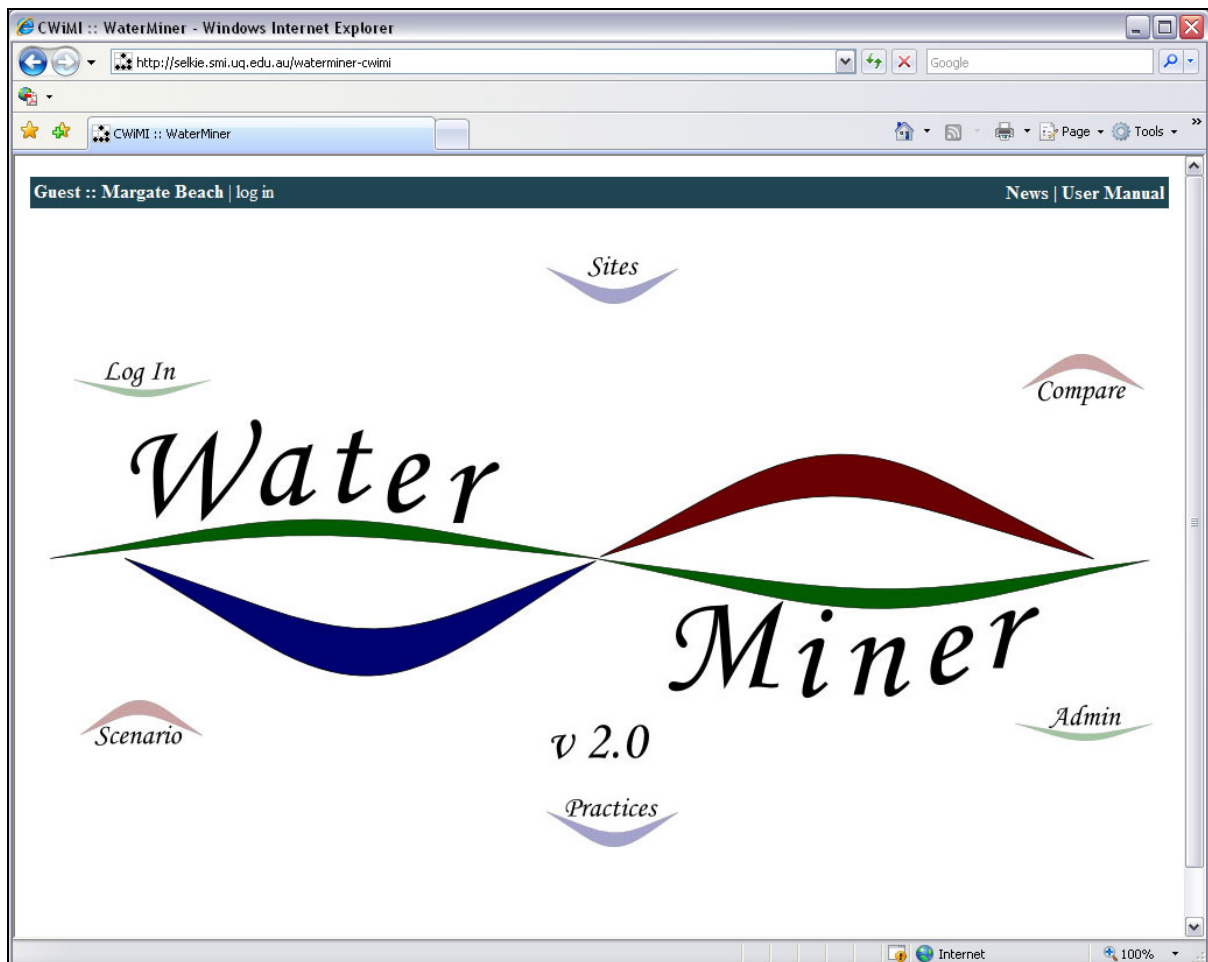 CWiMI :: WaterMiner - Windows Internet Explorer
http://selkie.smi.uq.edu.au/waterminer-cwimi
Google
CWiMI :: WaterMiner
Page
Tools
»
Guest :: Margate Beach | log in
News | User Manual
Sites
Log In
Compare
Water
Miner
Scenario
Admin
v 2.0
Practices
Internet
100%